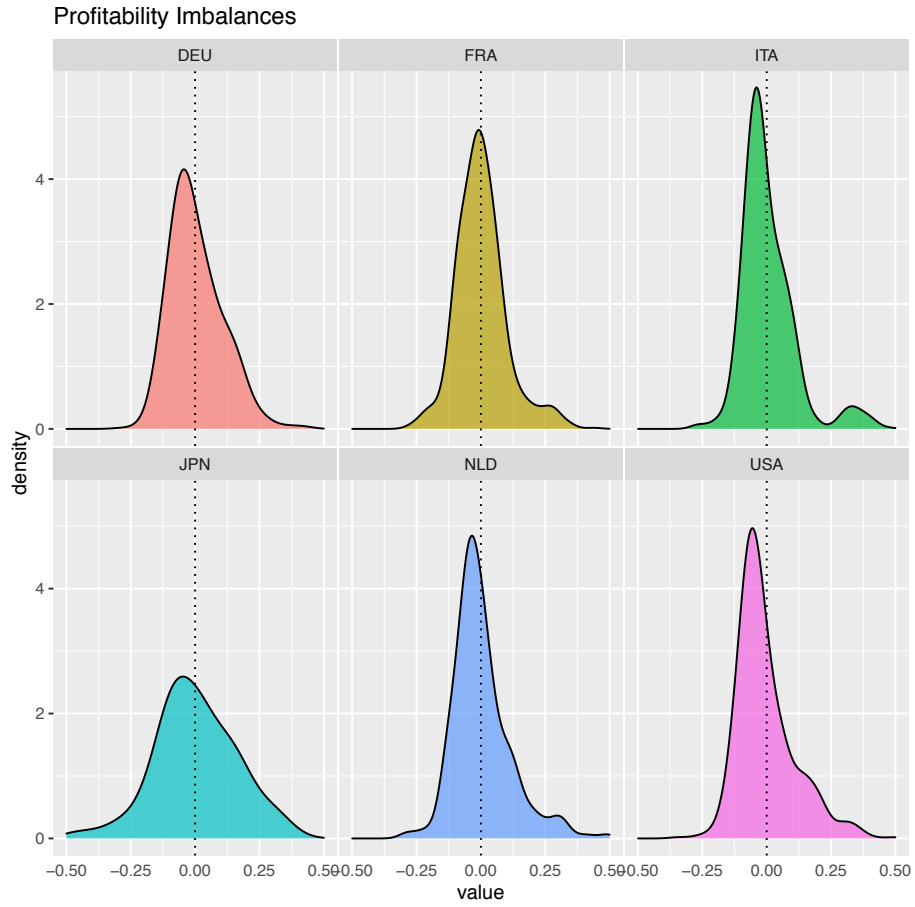 Profitability Imbalances
DEU FRA ITA
4
2
0
density
JPN NLD USA
4
2
0
−0.50 −0.25 0.00 0.25 0.50 −0.50 −0.25 0.00 0.25 0.50 −0.50 −0.25 0.00 0.25 0.50
value